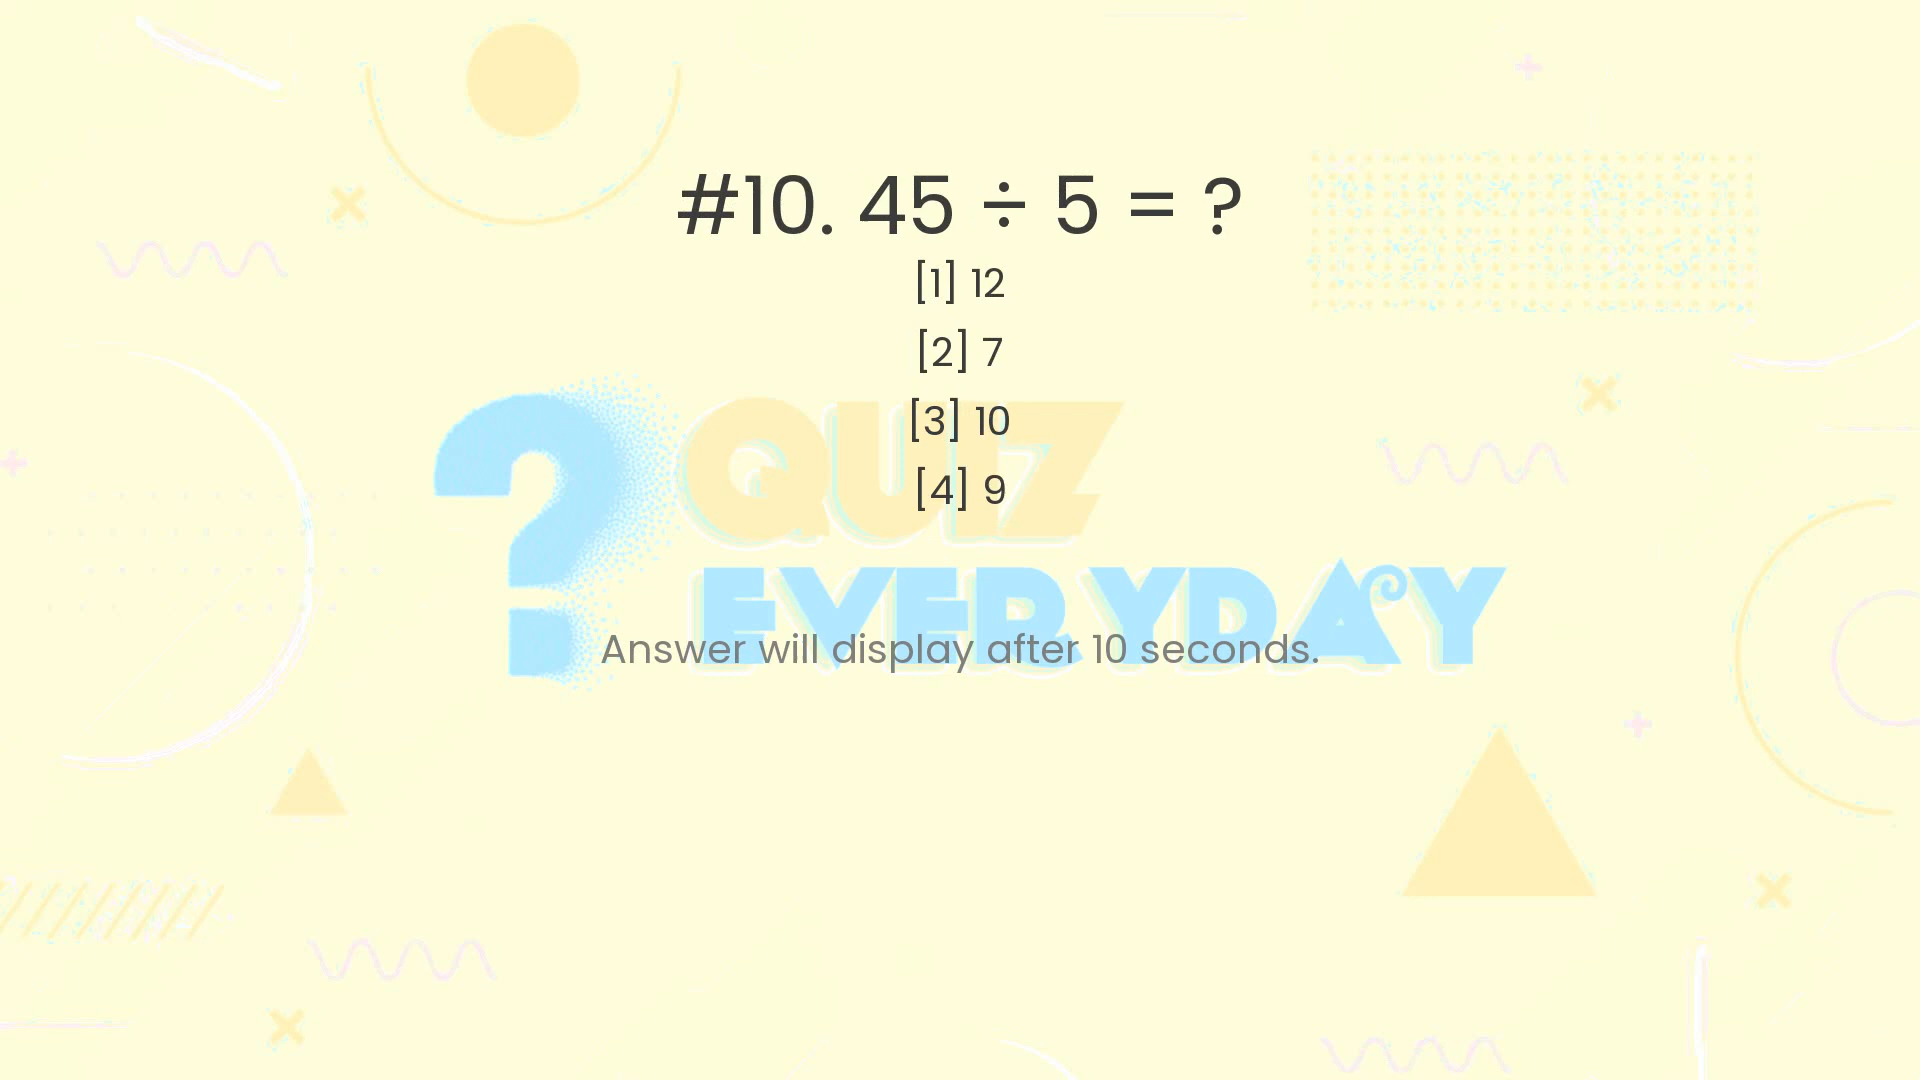 #10. 45 ÷ 5 = ?
[1] 12
[2] 7
[3] 10
[4] 9
? QUIZ
EVERYDAY
Answer will display after 10 seconds.